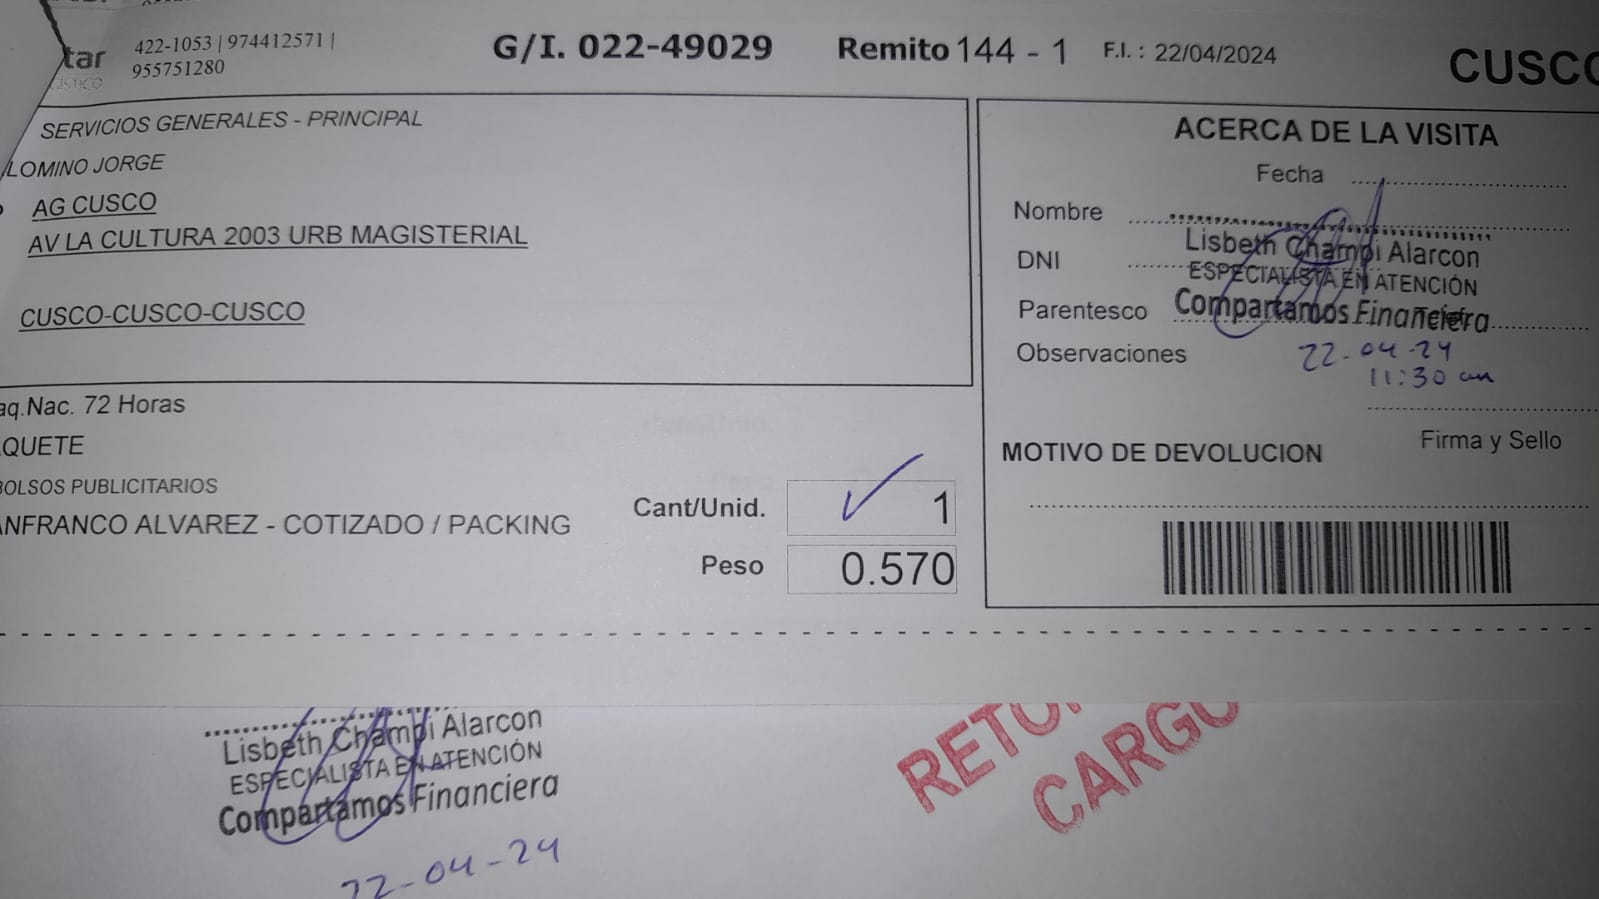 tar
422-1053 | 974412571 |
955751280
G/I. 022-49029
Remito 144 - 1
F.I. : 22/04/2024
CUSCO
SERVICIOS GENERALES - PRINCIPAL
LOMINO JORGE
AG CUSCO
AV LA CULTURA 2003 URB MAGISTERIAL
CUSCO-CUSCO-CUSCO
aq.Nac. 72 Horas
QUETE
BOLSOS PUBLICITARIOS
ANFRANCO ALVAREZ - COTIZADO / PACKING
Cant/Unid. 1
Peso 0.570
ACERCA DE LA VISITA
Fecha
Nombre
Lisbeth Champi Alarcon
DNI
ESPECIALISTA EN ATENCIÓN
Parentesco
Compartamos Financiera
Telef.
Observaciones
22-04-24
11:30 am
Firma y Sello
MOTIVO DE DEVOLUCION
Lisbeth Champi Alarcon
ESPECIALISTA EN ATENCIÓN
Compartamos Financiera
22-04-24
RETOR
CARGO